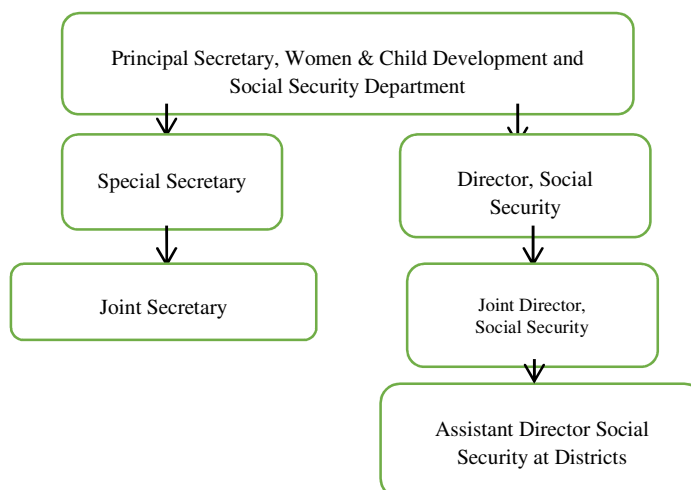 Principal Secretary, Women & Child Development and
Social Security Department
Special Secretary
Director, Social
Security
Joint Secretary
Joint Director,
Social Security
Assistant Director Social
Security at Districts